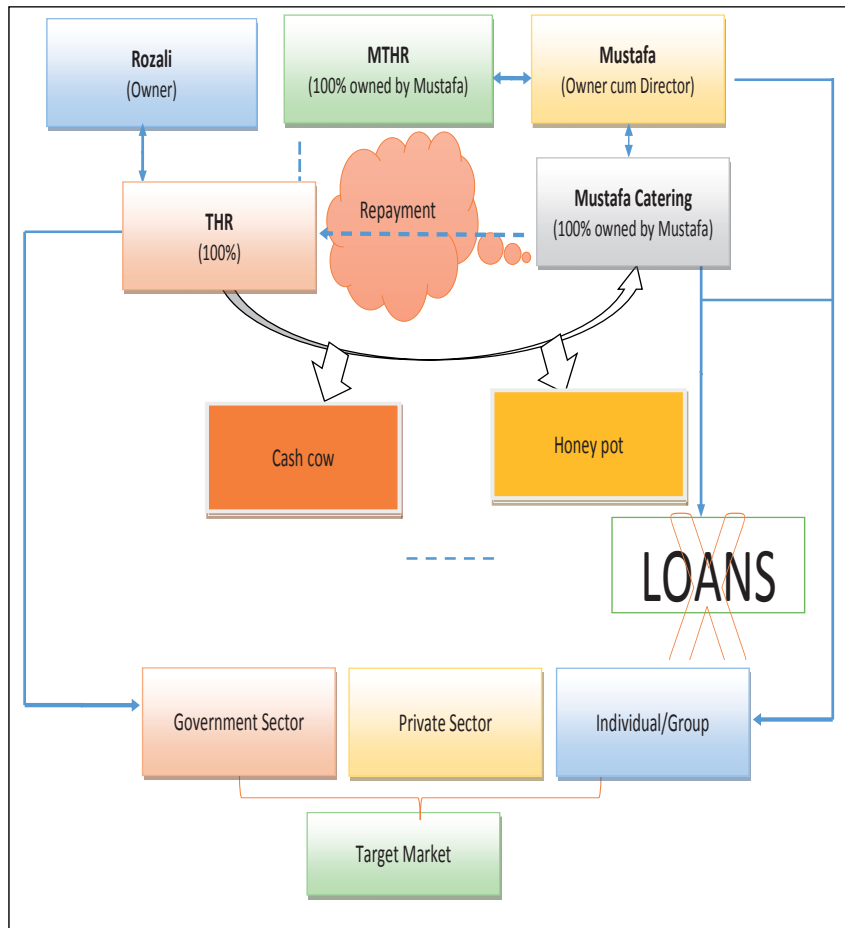 Rozali
(Owner)
MTHR
(100% owned by Mustafa)
Mustafa
(Owner cum Director)
THR
(100%)
Repayment
Mustafa Catering
(100% owned by Mustafa)
Cash cow
Honey pot
LOANS
Government Sector
Private Sector
Individual/Group
Target Market